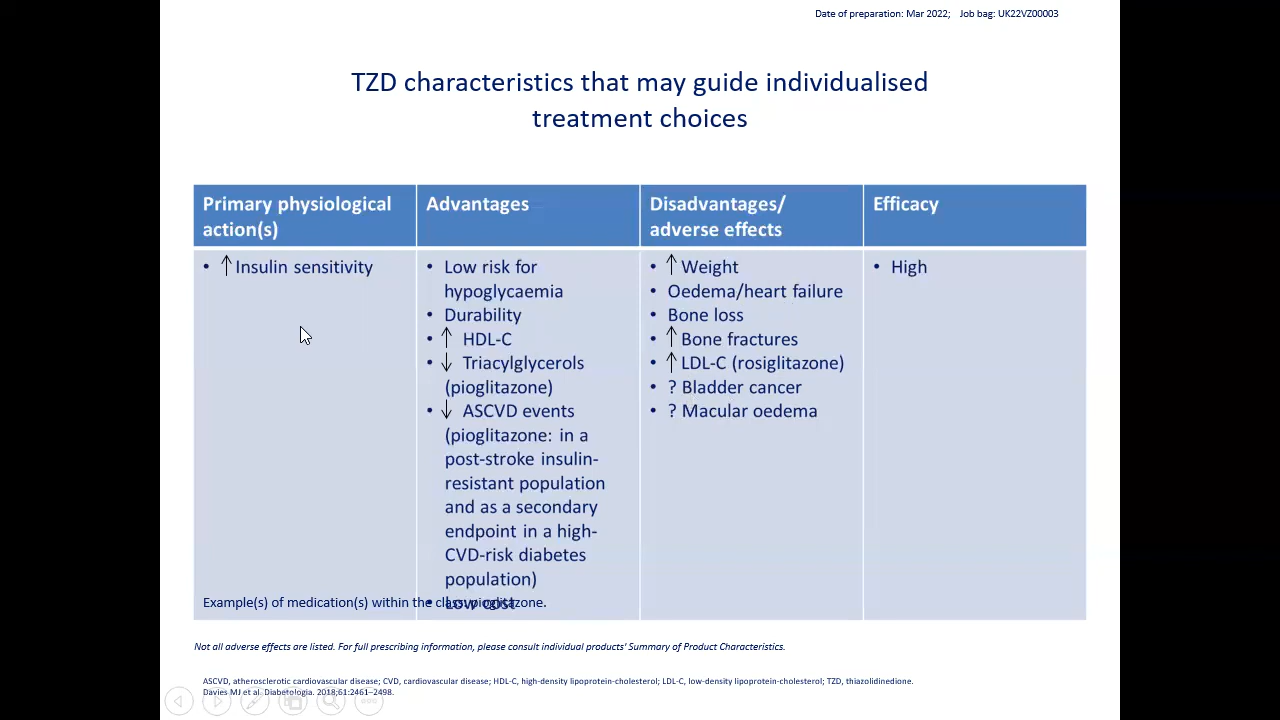 Date of preparation: Mar 2022; Job bag: UK22VZ00003
TZD characteristics that may guide individualised
treatment choices
Primary physiological
action(s)
Advantages
Disadvantages/
adverse effects
Efficacy
• ↑ Insulin sensitivity
• Low risk for
hypoglycaemia
• Durability
• ↑ HDL-C
• ↓ Triacylglycerols
(pioglitazone)
• ↓ ASCVD events
(pioglitazone: in a
post-stroke insulin-
resistant population
and as a secondary
endpoint in a high-
CVD-risk diabetes
population)
• Low cost
• ↑ Weight
• Oedema/heart failure
• Bone loss
• ↑ Bone fractures
• ↑ LDL-C (rosiglitazone)
• ? Bladder cancer
• ? Macular oedema
• High
Example(s) of medication(s) within the class: pioglitazone.
Not all adverse effects are listed. For full prescribing information, please consult individual products' Summary of Product Characteristics.
ASCVD, atherosclerotic cardiovascular disease; CVD, cardiovascular disease; HDL-C, high-density lipoprotein-cholesterol; LDL-C, low-density lipoprotein-cholesterol; TZD, thiazolidinedione.
Davies MJ et al. Diabetologia. 2018;61:2461–2498.